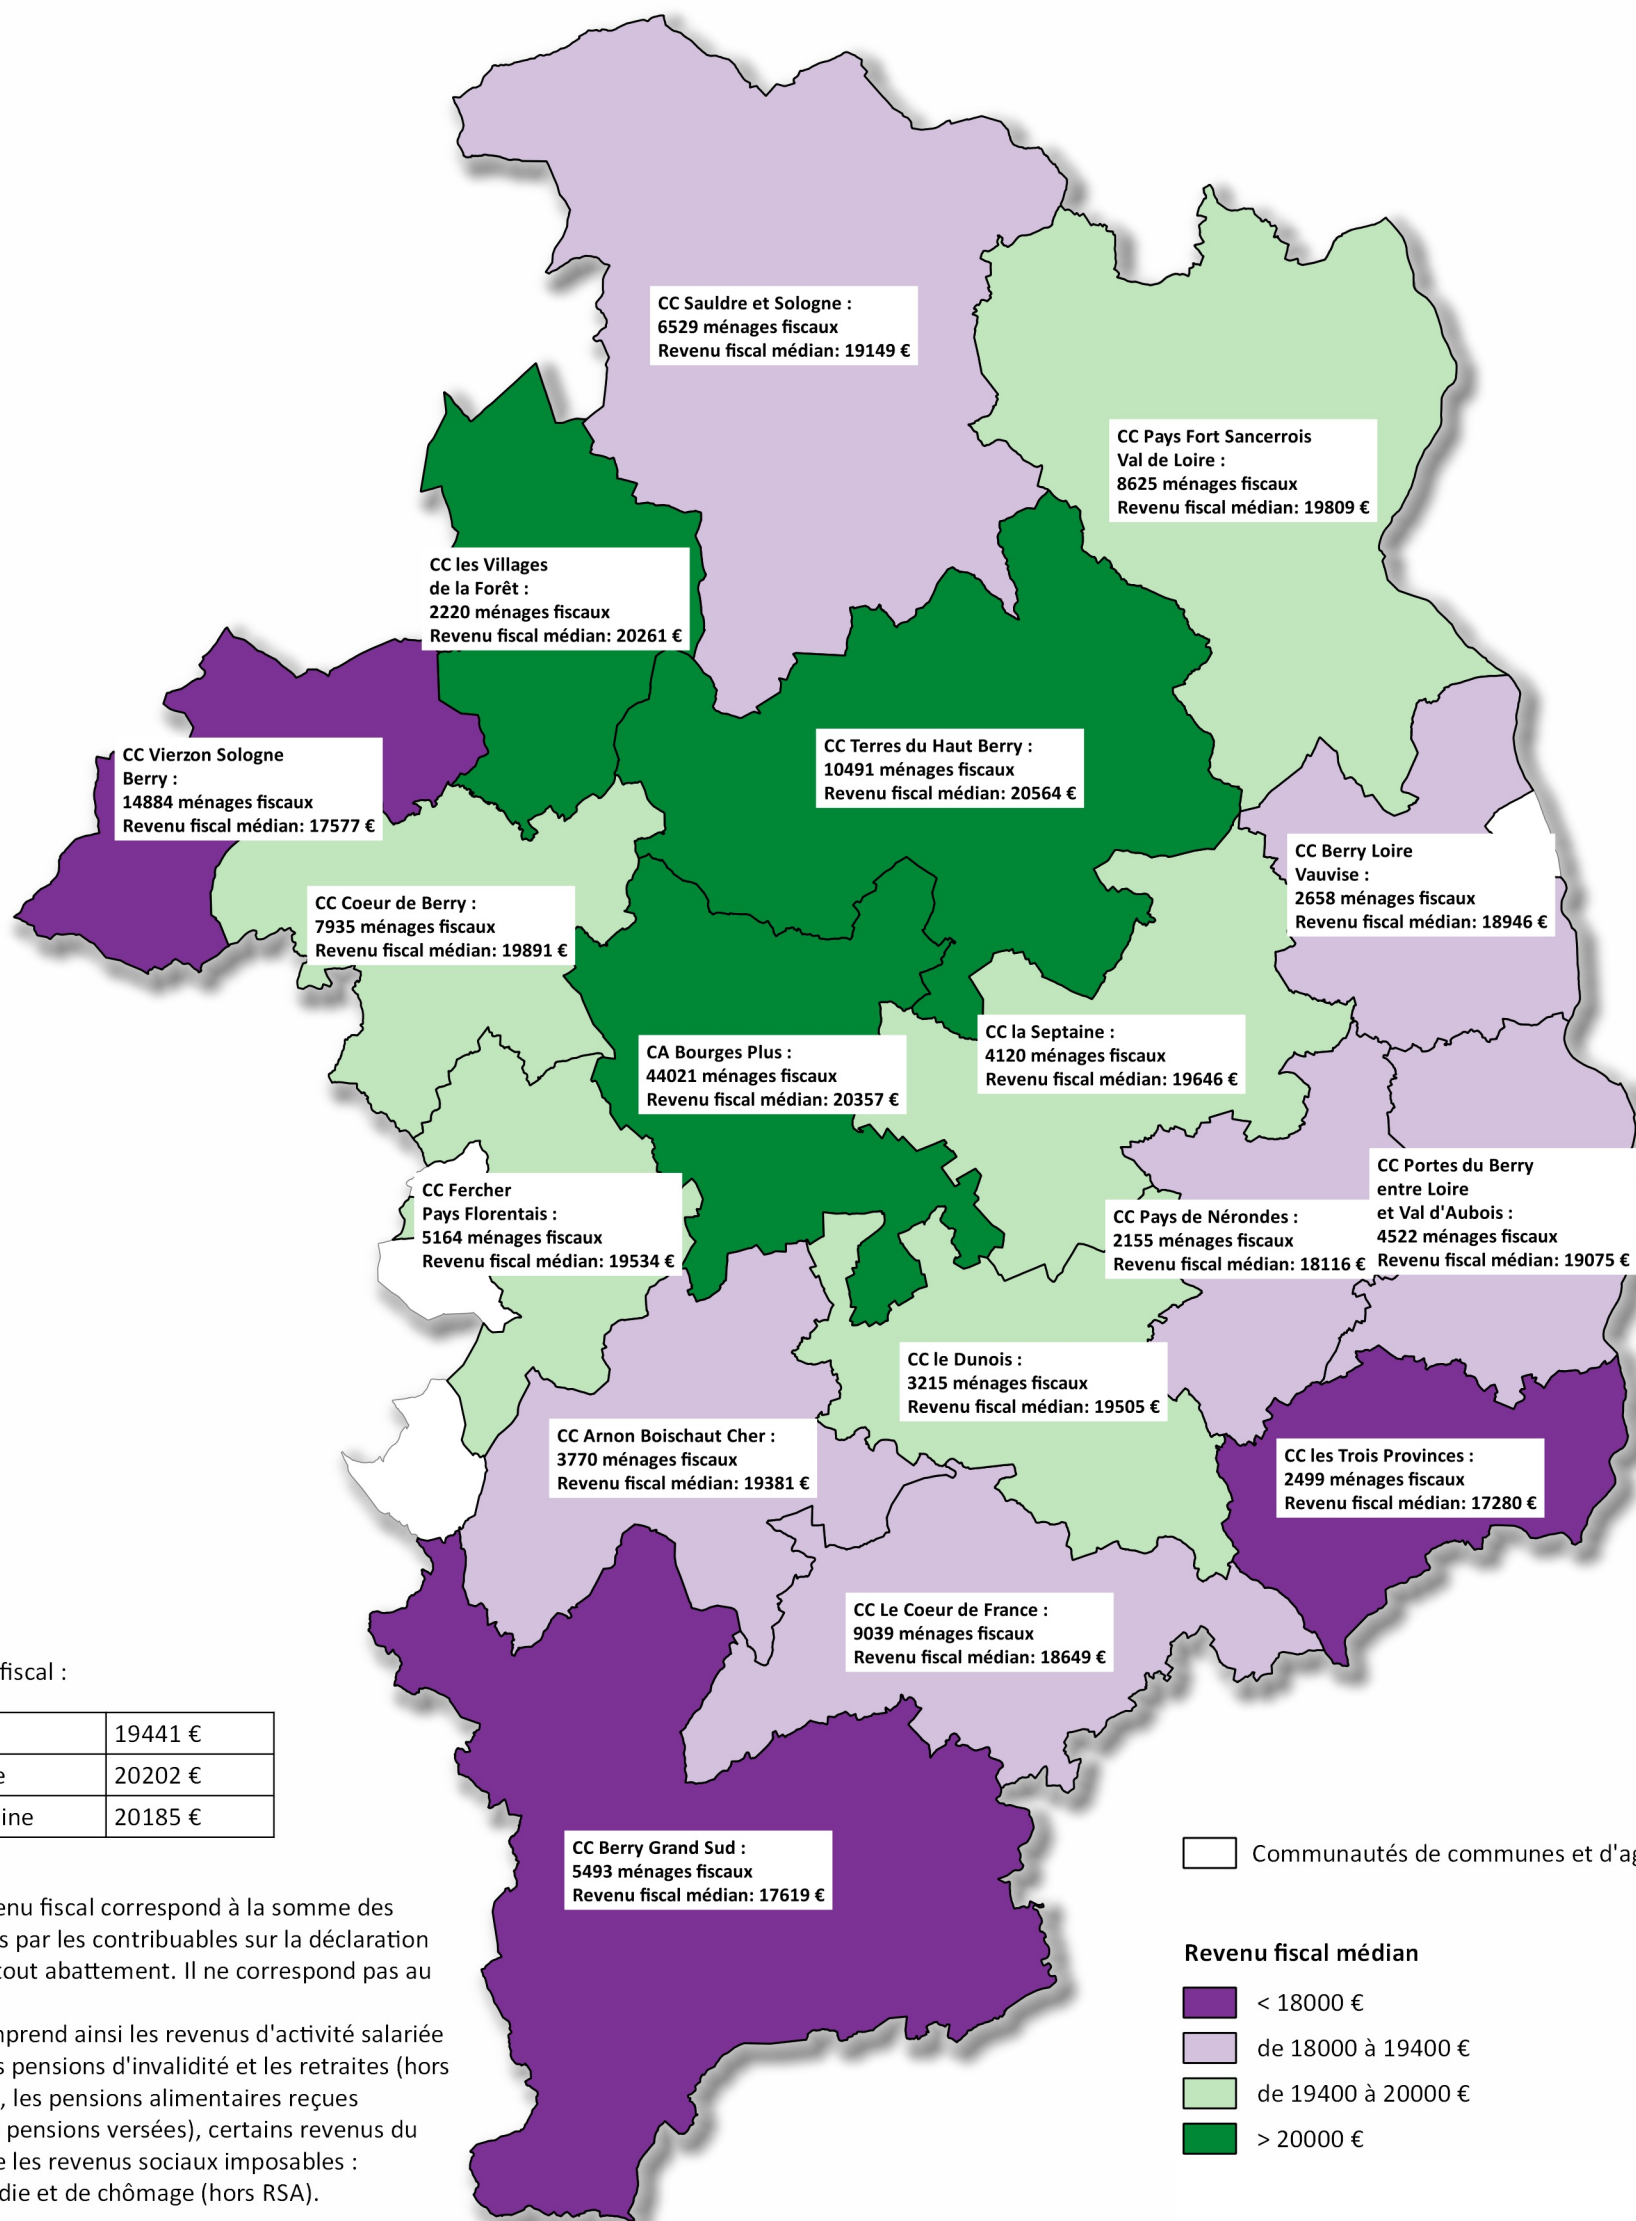 CC Sauldre et Sologne :
6529 ménages fiscaux
Revenu fiscal médian: 19149 €
CC Pays Fort Sancerrois
Val de Loire :
8625 ménages fiscaux
Revenu fiscal médian: 19809 €
CC les Villages
de la Forêt :
2220 ménages fiscaux
Revenu fiscal médian: 20261 €
CC Vierzon Sologne
Berry :
14884 ménages fiscaux
Revenu fiscal médian: 17577 €
CC Terres du Haut Berry :
10491 ménages fiscaux
Revenu fiscal médian: 20564 €
CC Berry Loire
Vauvise :
2658 ménages fiscaux
Revenu fiscal médian: 18946 €
CC Coeur de Berry :
7935 ménages fiscaux
Revenu fiscal médian: 19891 €
CC la Septaine :
4120 ménages fiscaux
Revenu fiscal médian: 19646 €
CA Bourges Plus :
44021 ménages fiscaux
Revenu fiscal médian: 20357 €
CC Portes du Berry
entre Loire
et Val d'Aubois :
4522 ménages fiscaux
Revenu fiscal médian: 19075 €
CC Fercher
Pays Florentais :
5164 ménages fiscaux
Revenu fiscal médian: 19534 €
CC Pays de Nérondes :
2155 ménages fiscaux
Revenu fiscal médian: 18116 €
CC le Dunois :
3215 ménages fiscaux
Revenu fiscal médian: 19505 €
CC Arnon Boischaut Cher :
3770 ménages fiscaux
Revenu fiscal médian: 19381 €
CC les Trois Provinces :
2499 ménages fiscaux
Revenu fiscal médian: 17280 €
CC Le Coeur de France :
9039 ménages fiscaux
Revenu fiscal médian: 18649 €
CC Berry Grand Sud :
5493 ménages fiscaux
Revenu fiscal médian: 17619 €
fiscal :
19441 €
e 20202 €
ine 20185 €
enu fiscal correspond à la somme des
s par les contribuables sur la déclaration
tout abattement. Il ne correspond pas au
mprend ainsi les revenus d'activité salariée
s pensions d'invalidité et les retraites (hors
, les pensions alimentaires reçues
pensions versées), certains revenus du
e les revenus sociaux imposables :
die et de chômage (hors RSA).
Communautés de communes et d'ag
Revenu fiscal médian
< 18000 €
de 18000 à 19400 €
de 19400 à 20000 €
> 20000 €